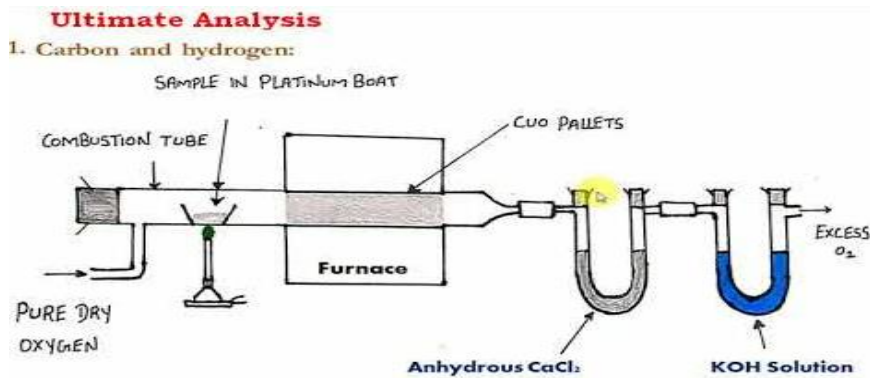 Ultimate Analysis
1. Carbon and hydrogen:
SAMPLE IN PLATINUM BOAT
COMBUSTION TUBE
CUO PALLETS
Furnace
EXCESS
O2
PURE DRY
OXYGEN
Anhydrous CaCl₂
KOH Solution